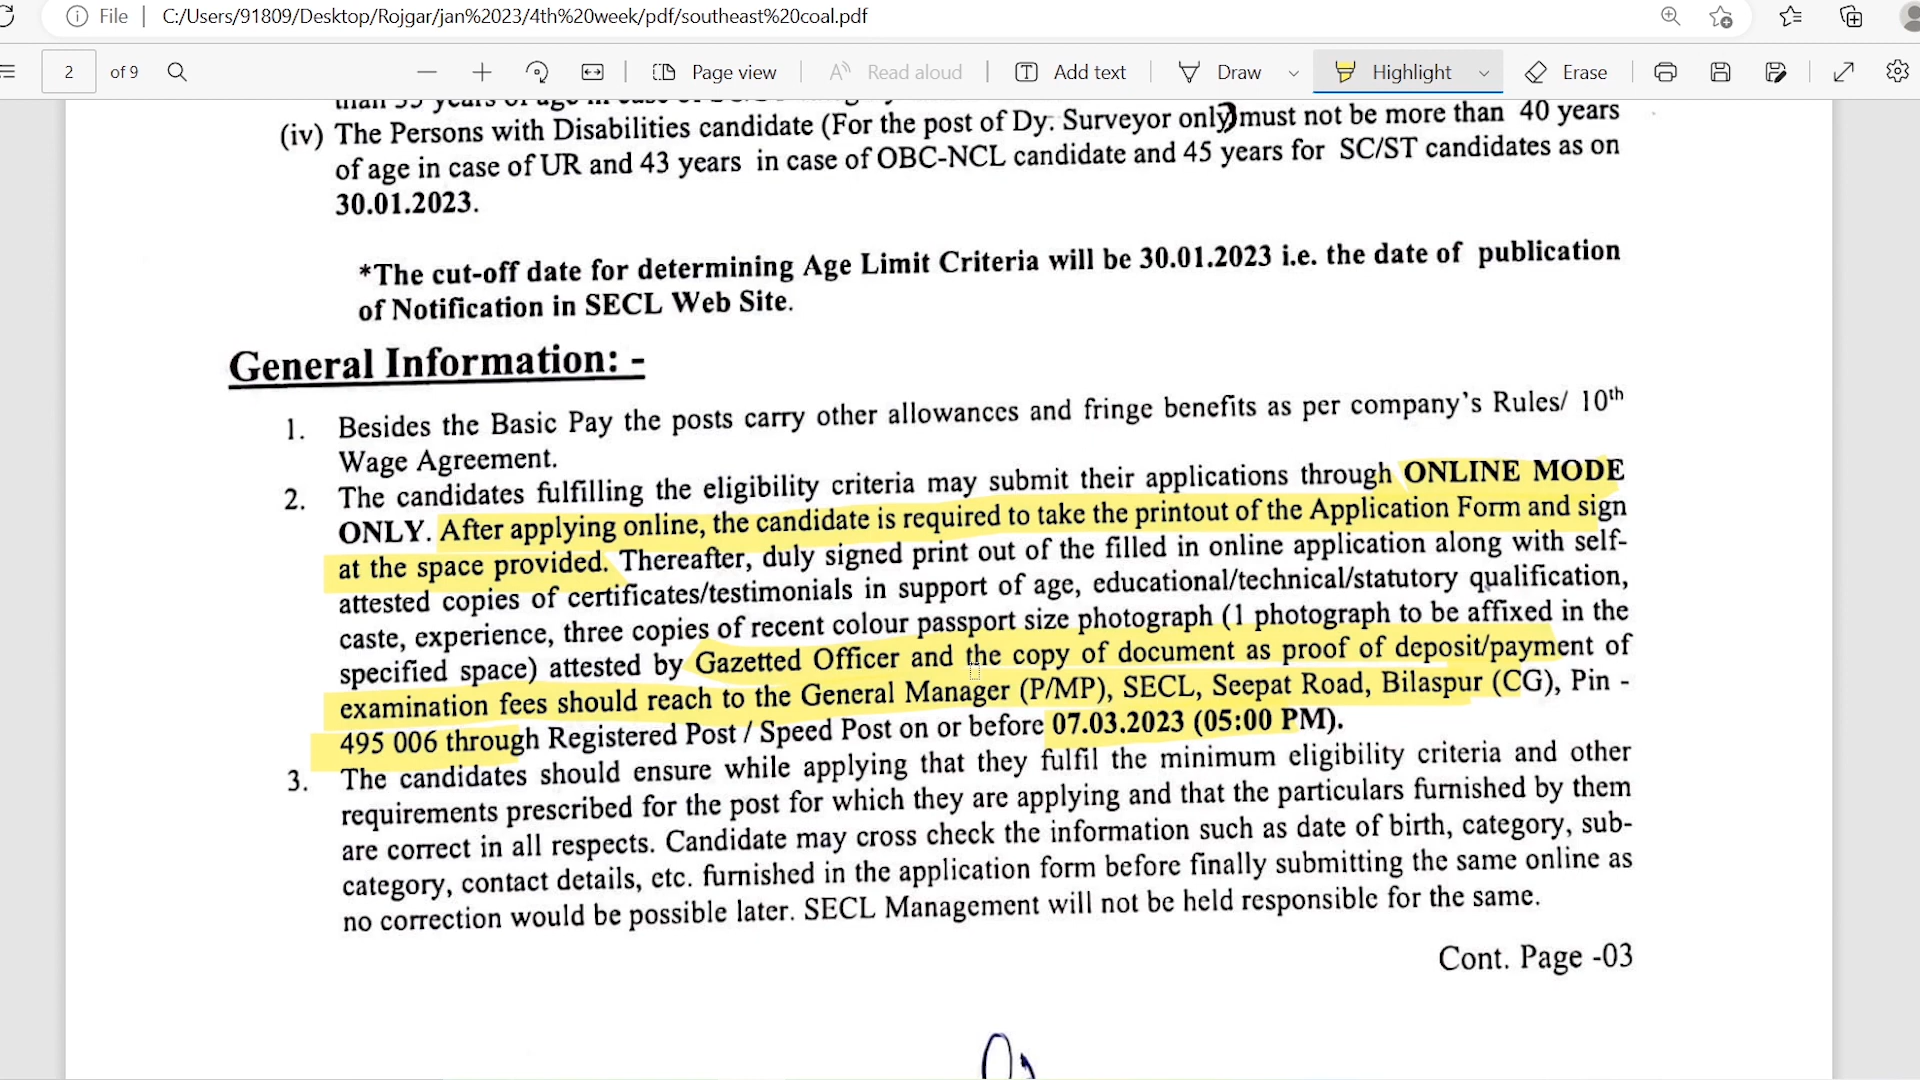 File
C:/Users/91809/Desktop/Rojgar/jan%2023/4th%20week/pdf/southeast%20coal.pdf
2 of 9 Page view Read aloud Add text Draw Highlight Erase
(iv) The Persons with Disabilities candidate (For the post of Dy. Surveyor only) must not be more than 40 years
of age in case of UR and 43 years in case of OBC-NCL candidate and 45 years for SC/ST candidates as on
30.01.2023.
*The cut-off date for determining Age Limit Criteria will be 30.01.2023 i.e. the date of publication
of Notification in SECL Web Site.
General Information: -
1. Besides the Basic Pay the posts carry other allowances and fringe benefits as per company's Rules/ 10th
Wage Agreement.
2. The candidates fulfilling the eligibility criteria may submit their applications through ONLINE MODE
ONLY. After applying online, the candidate is required to take the printout of the Application Form and sign
at the space provided. Thereafter, duly signed print out of the filled in online application along with self-
attested copies of certificates/testimonials in support of age, educational/technical/statutory qualification,
caste, experience, three copies of recent colour passport size photograph (1 photograph to be affixed in the
specified space) attested by Gazetted Officer and the copy of document as proof of deposit/payment of
examination fees should reach to the General Manager (P/MP), SECL, Seepat Road, Bilaspur (CG), Pin -
495 006 through Registered Post / Speed Post on or before 07.03.2023 (05:00 PM).
3. The candidates should ensure while applying that they fulfil the minimum eligibility criteria and other
requirements prescribed for the post for which they are applying and that the particulars furnished by them
are correct in all respects. Candidate may cross check the information such as date of birth, category, sub-
category, contact details, etc. furnished in the application form before finally submitting the same online as
no correction would be possible later. SECL Management will not be held responsible for the same.
Cont. Page -03